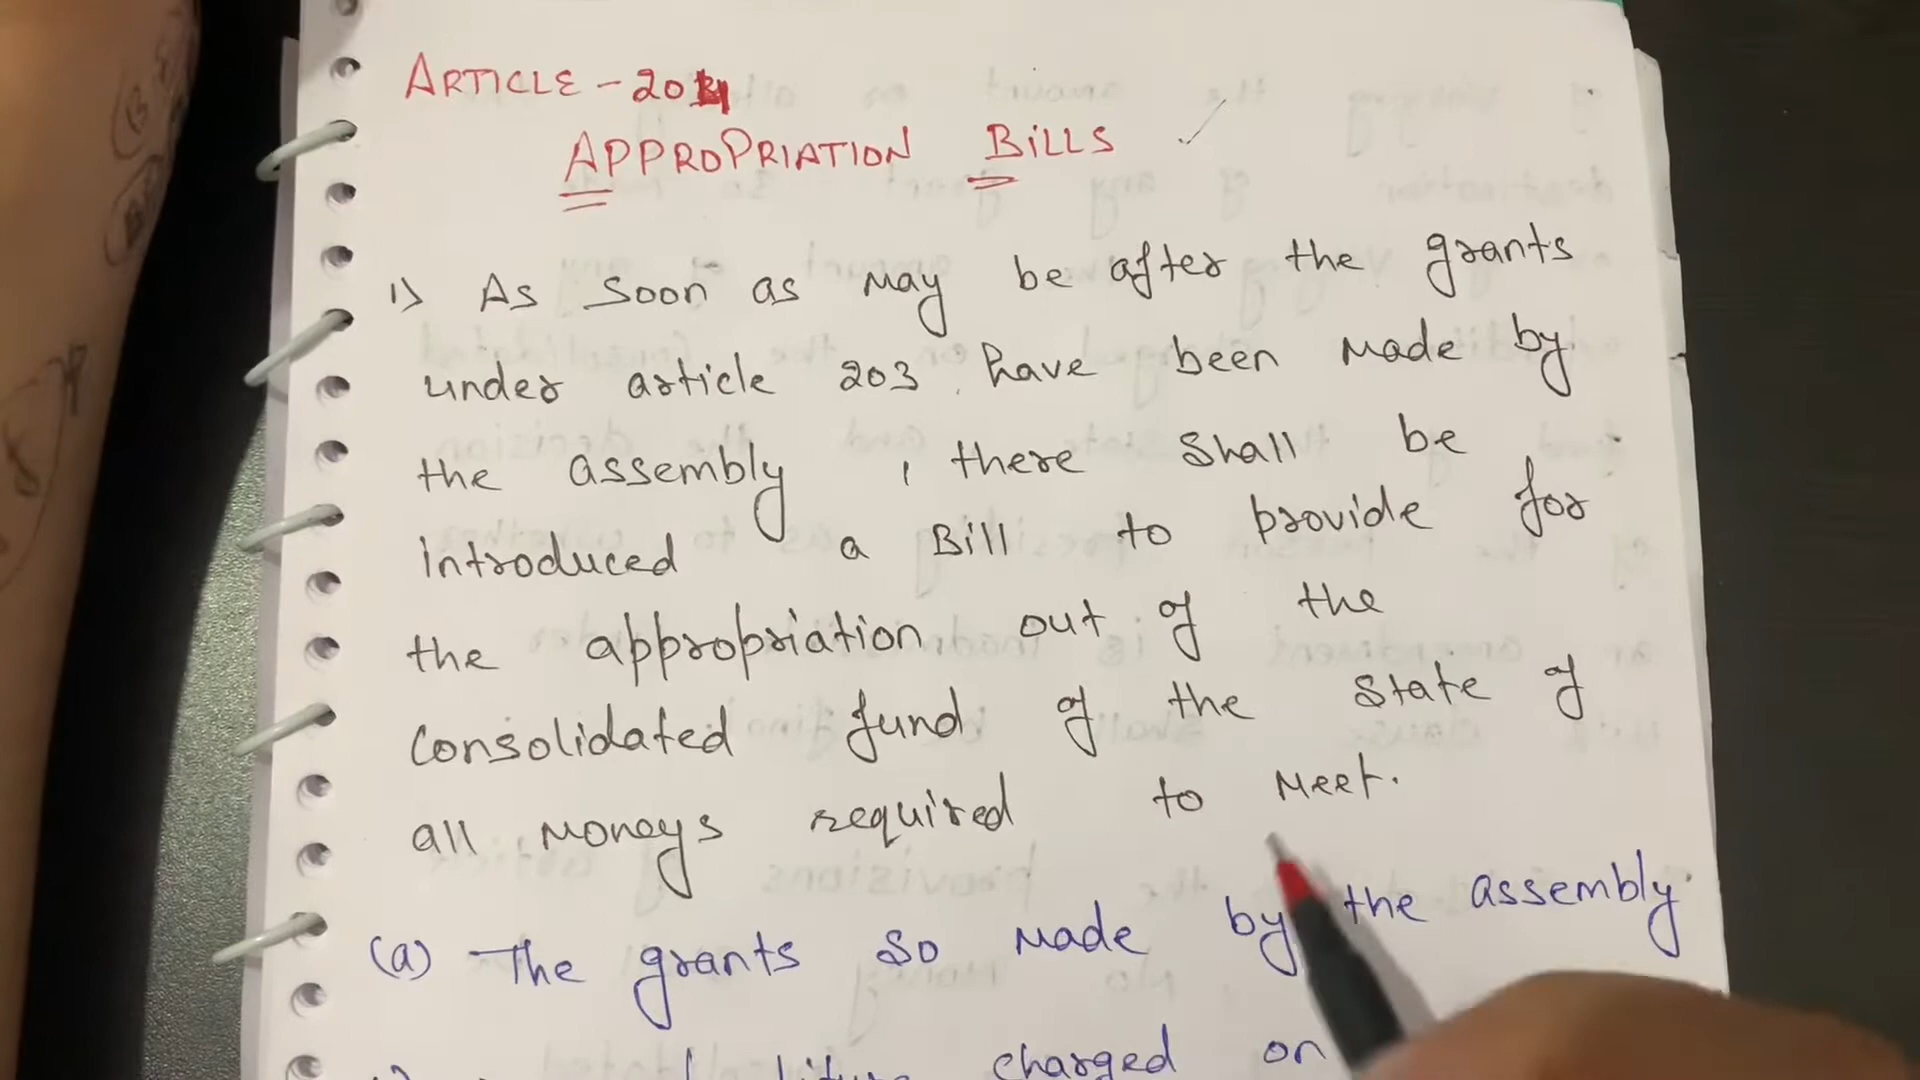 ARTICLE - 204
APPROPRIATION BILLS
1) As soon as may be after the grants
under article 203 have been made by
the assembly, there shall be
introduced a Bill to provide for
the appropriation out of the
consolidated fund of the state of
all moneys required to meet.
(a) The grants so made by the assembly
charged on